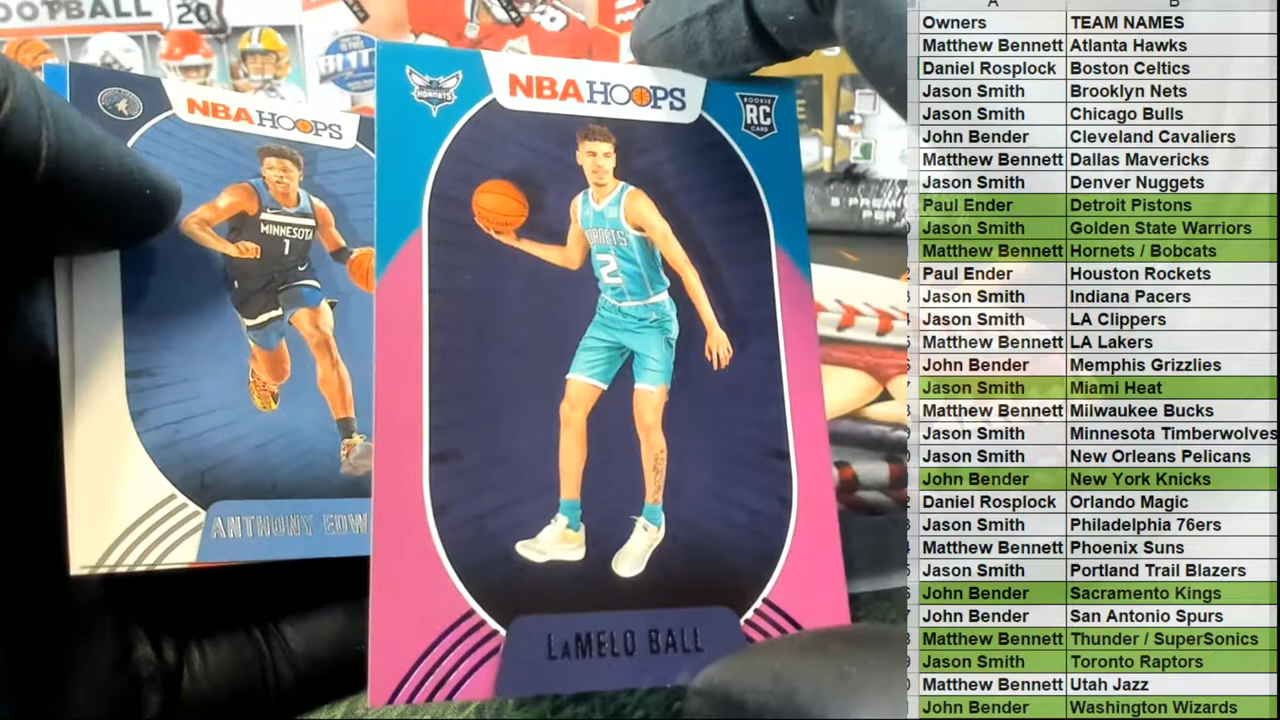 OOTBALL
20
NBA HOOPS
MINNESOTA
1
ANTHONY EDW
HORNETS
NBA HOOPS
ROOKIE
RC
CARD
HORNETS
2
LAMELO BALL
A B
Owners TEAM NAMES
Matthew Bennett Atlanta Hawks
Daniel Rosplock Boston Celtics
Jason Smith Brooklyn Nets
Jason Smith Chicago Bulls
John Bender Cleveland Cavaliers
Matthew Bennett Dallas Mavericks
Jason Smith Denver Nuggets
Paul Ender Detroit Pistons
Jason Smith Golden State Warriors
Matthew Bennett Hornets / Bobcats
Paul Ender Houston Rockets
Jason Smith Indiana Pacers
Jason Smith LA Clippers
Matthew Bennett LA Lakers
John Bender Memphis Grizzlies
Jason Smith Miami Heat
Matthew Bennett Milwaukee Bucks
Jason Smith Minnesota Timberwolves
Jason Smith New Orleans Pelicans
John Bender New York Knicks
Daniel Rosplock Orlando Magic
Jason Smith Philadelphia 76ers
Matthew Bennett Phoenix Suns
Jason Smith Portland Trail Blazers
John Bender Sacramento Kings
John Bender San Antonio Spurs
Matthew Bennett Thunder / SuperSonics
Jason Smith Toronto Raptors
Matthew Bennett Utah Jazz
John Bender Washington Wizards